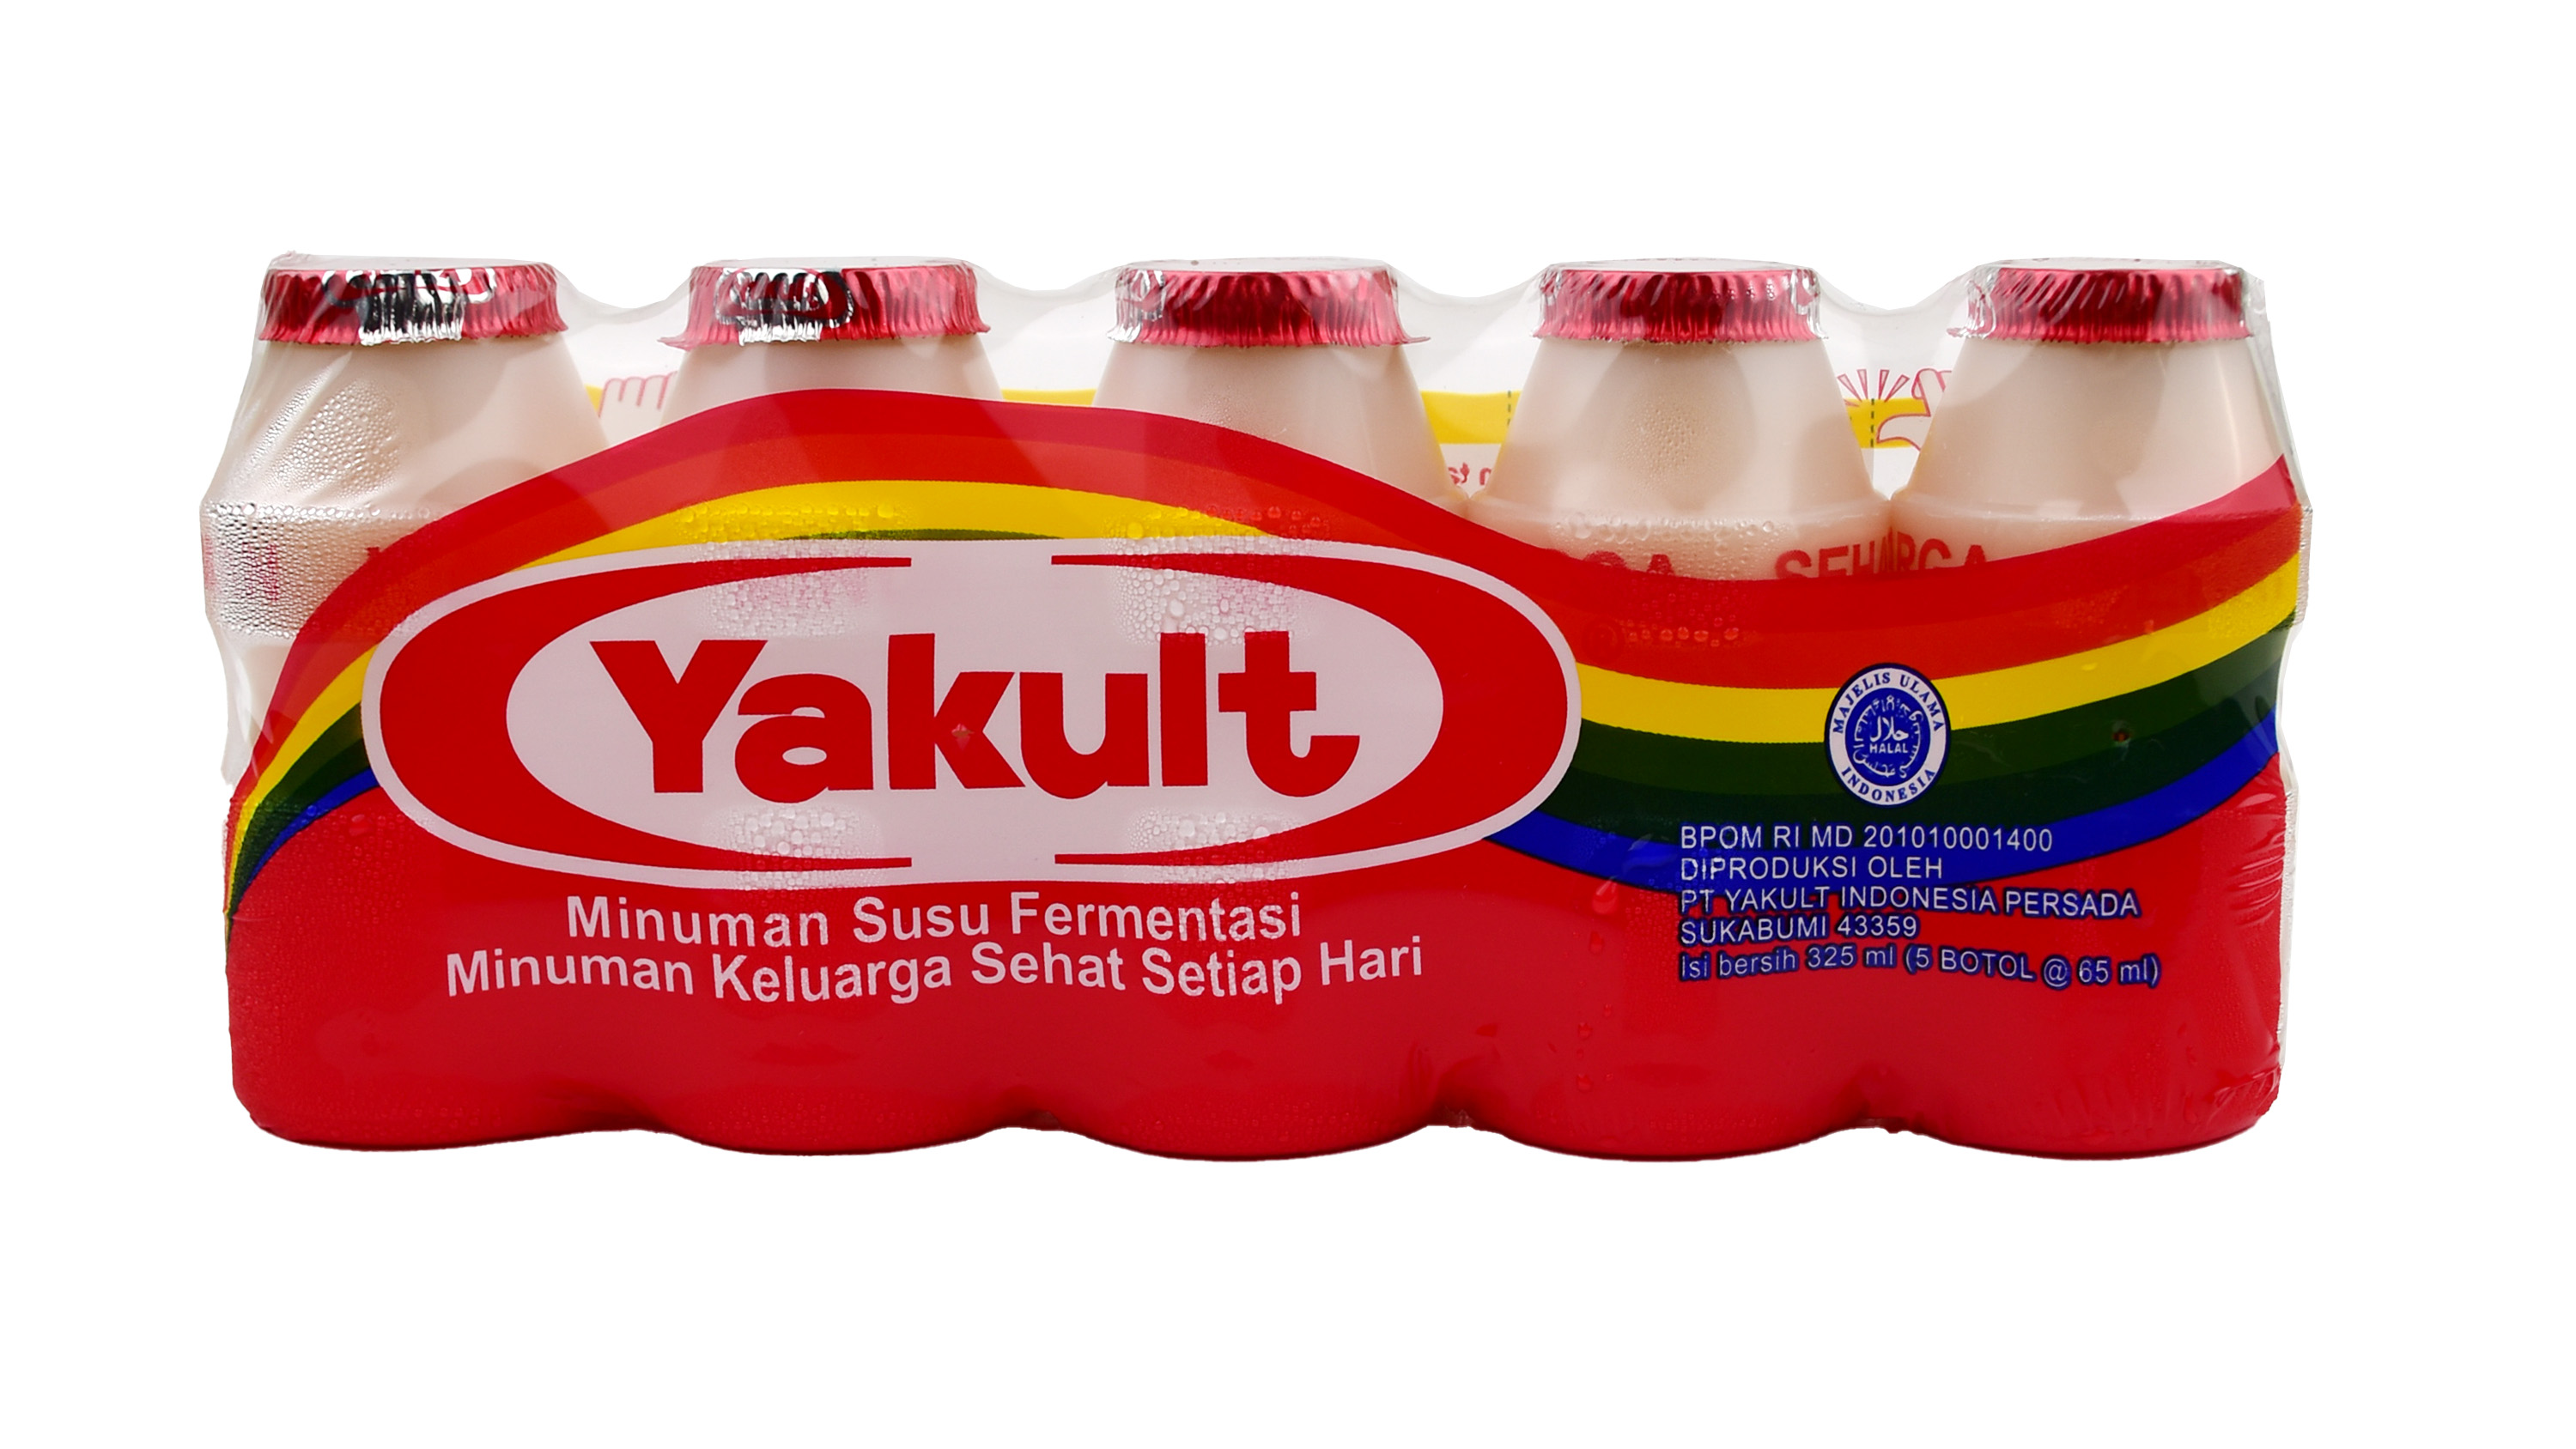 Yakult
Minuman Susu Fermentasi
Minuman Keluarga Sehat Setiap Hari
MAJELIS ULAMA
حلال
HALAL
INDONESIA
BPOM RI MD 201010001400
DIPRODUKSI OLEH
PT YAKULT INDONESIA PERSADA
SUKABUMI 43359
Isi bersih 325 ml (5 BOTOL @ 65 ml)